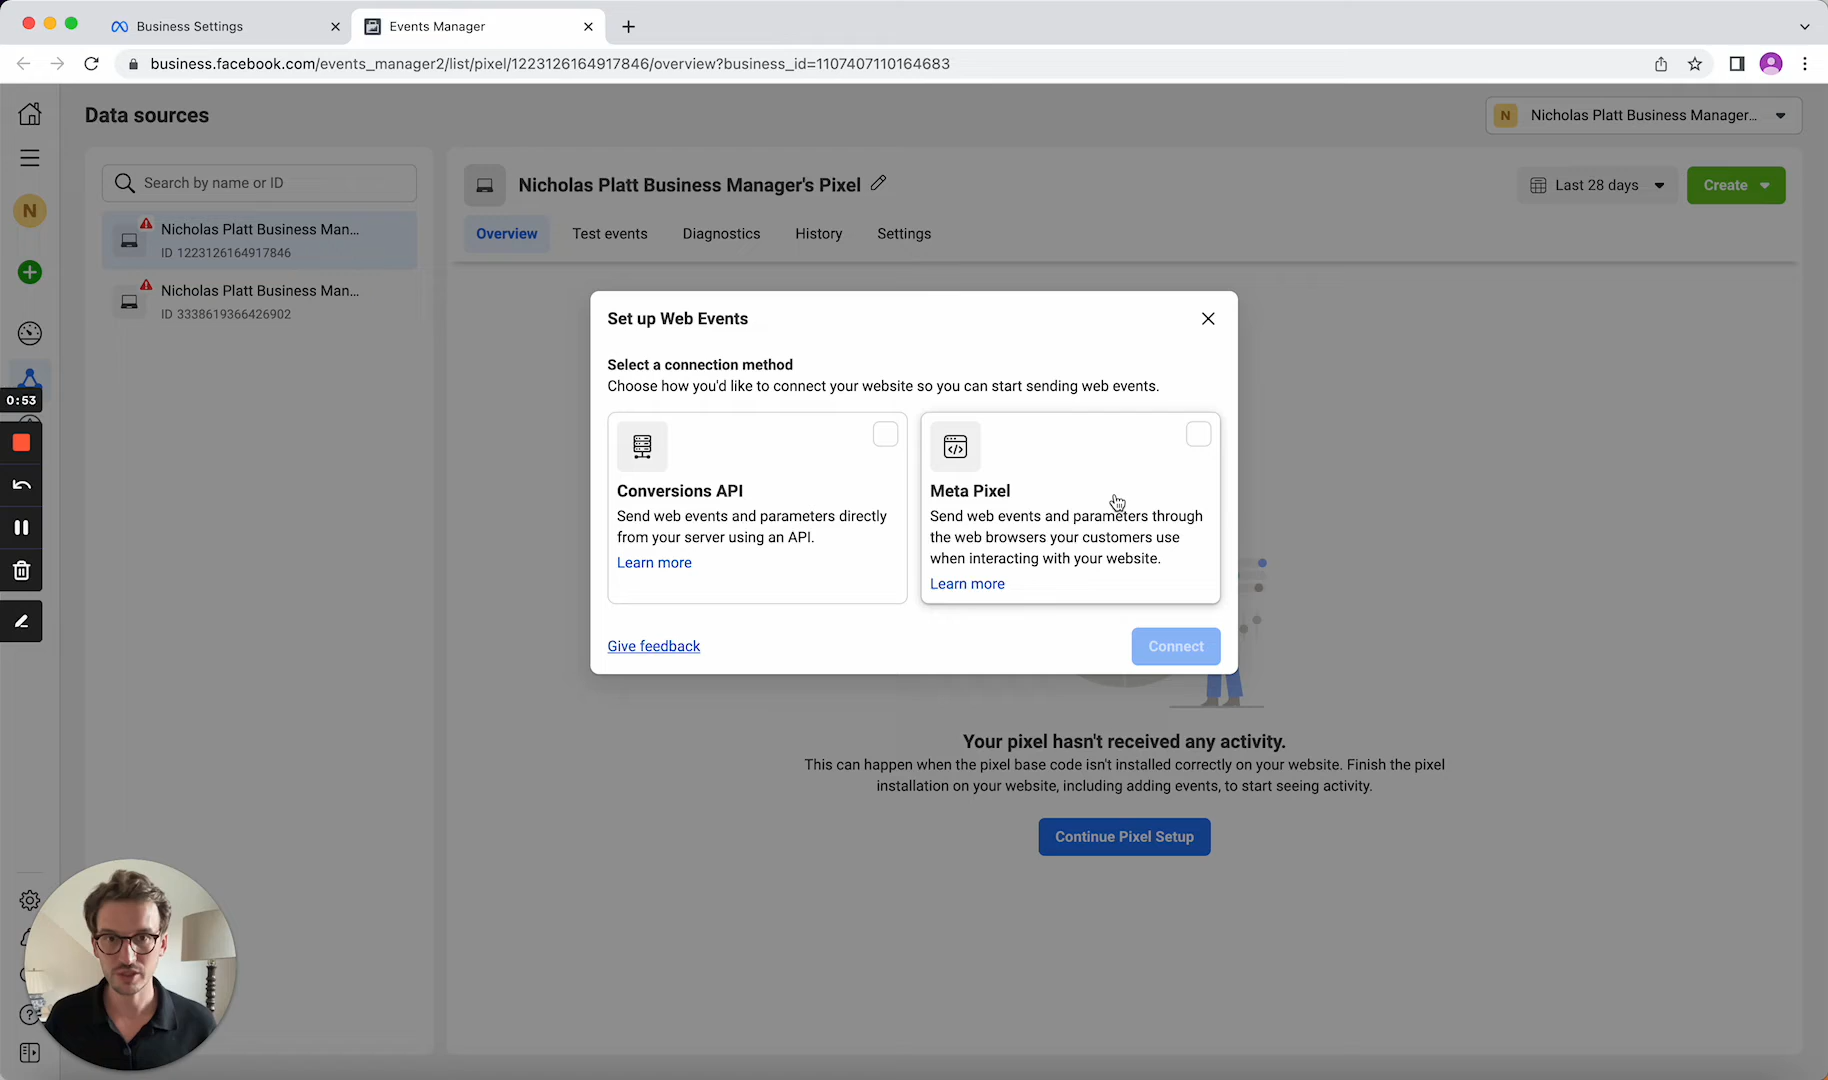 Business Settings
Events Manager
business.facebook.com/events_manager2/list/pixel/1223126164917846/overview?business_id=1107407110164683
Data sources
N
Nicholas Platt Business Manager...
Search by name or ID
N
Nicholas Platt Business Man...
ID 1223126164917846
Nicholas Platt Business Man...
ID 3338619366426902
Nicholas Platt Business Manager's Pixel
Last 28 days
Create
Overview
Test events
Diagnostics
History
Settings
0:53
Set up Web Events
Select a connection method
Choose how you'd like to connect your website so you can start sending web events.
Conversions API
Send web events and parameters directly
from your server using an API.
Learn more
Meta Pixel
Send web events and parameters through
the web browsers your customers use
when interacting with your website.
Learn more
Give feedback
Connect
Your pixel hasn't received any activity.
This can happen when the pixel base code isn't installed correctly on your website. Finish the pixel
installation on your website, including adding events, to start seeing activity.
Continue Pixel Setup